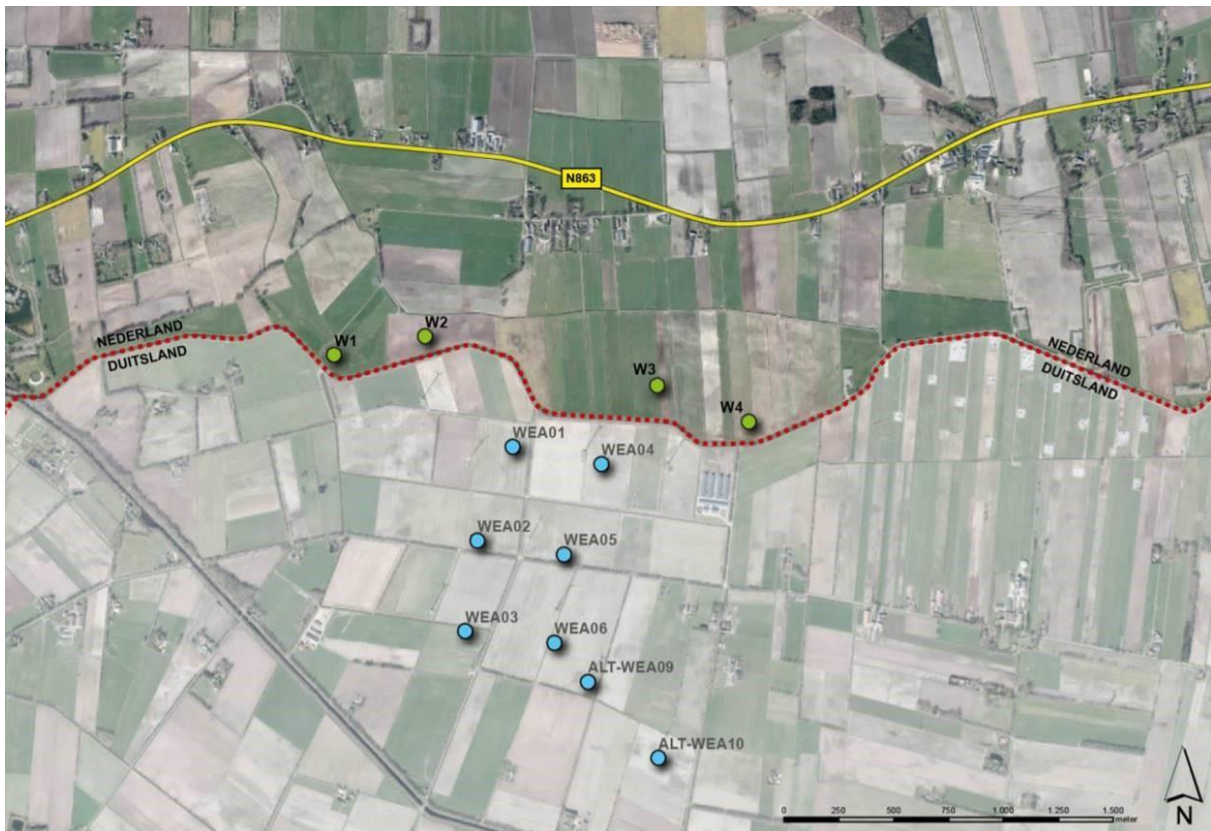 N863
NEDERLAND
DUITSLAND
W1
W2
NEDERLAND
DUITSLAND
W3
W4
WEA01
WEA04
WEA02
WEA05
WEA03
WEA06
ALT-WEA09
ALT-WEA10
0 250 500 750 1.000 1.250 1.500
meter
N